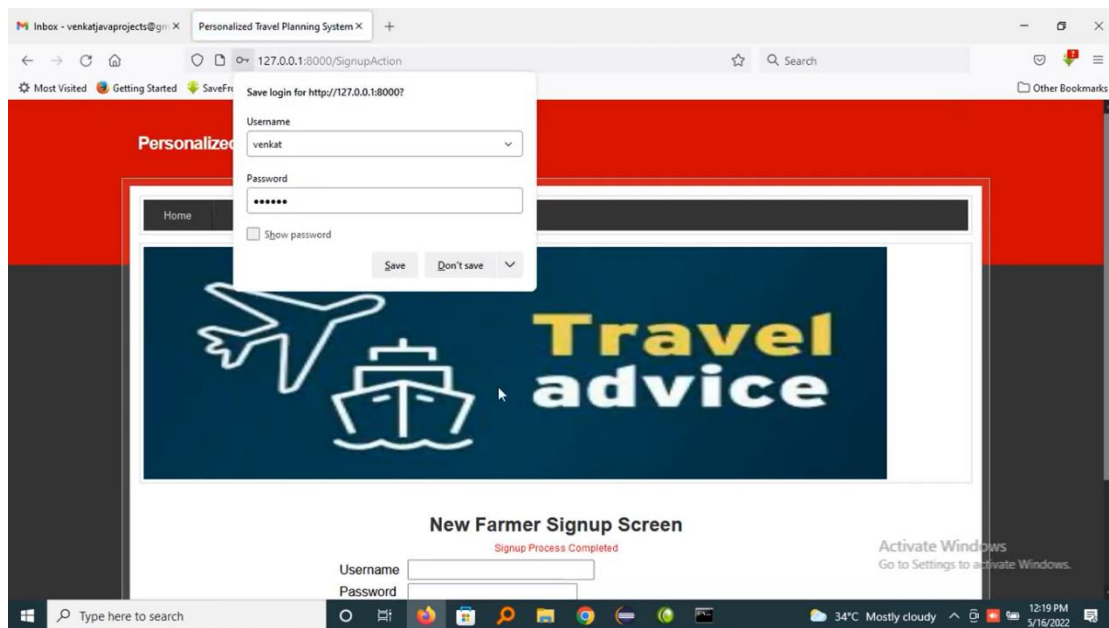 Inbox - venkatjavaprojects@gm
Personalized Travel Planning System
127.0.0.1:8000/SignupAction
Search
Most Visited
Getting Started
SaveFr
Other Bookmarks
Save login for http://127.0.0.1:8000?
Username
venkat
Password
••••••
Show password
Save
Don't save
Personalized
Home
Travel
advice
New Farmer Signup Screen
Signup Process Completed
Username
Password
Activate Windows
Go to Settings to activate Windows.
Type here to search
34°C Mostly cloudy
12:19 PM
5/16/2022